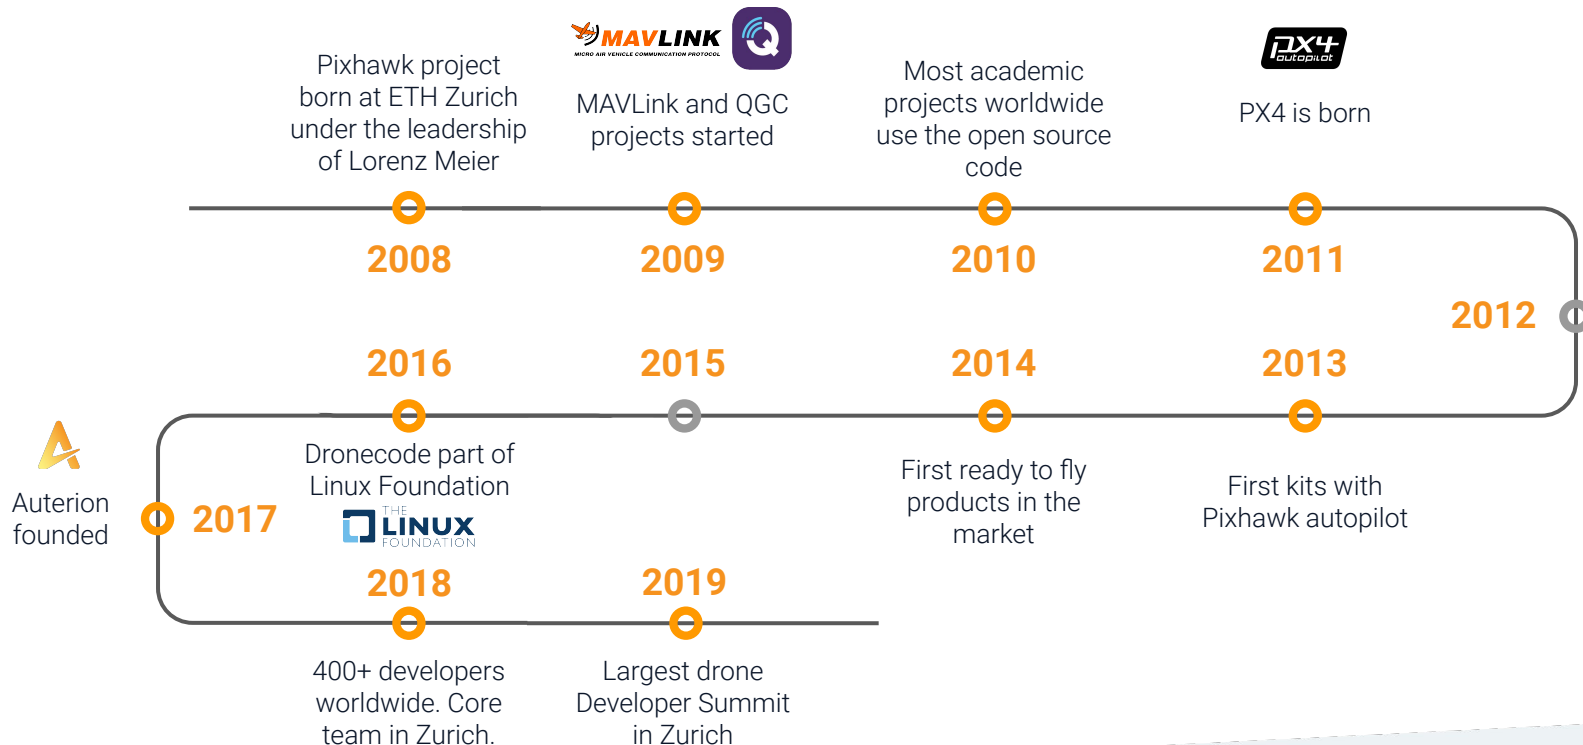 MAVLINK
MICRO AIR VEHICLE COMMUNICATION PROTOCOL
px4
autopilot
Pixhawk project
born at ETH Zurich
under the leadership
of Lorenz Meier
MAVLink and QGC
projects started
Most academic
projects worldwide
use the open source
code
PX4 is born
2008
2009
2010
2011
2012
2016
2015
2014
2013
Auterion
founded
2017
Dronecode part of
Linux Foundation
THE
LINUX
FOUNDATION
First ready to fly
products in the
market
First kits with
Pixhawk autopilot
2018
2019
400+ developers
worldwide. Core
team in Zurich.
Largest drone
Developer Summit
in Zurich